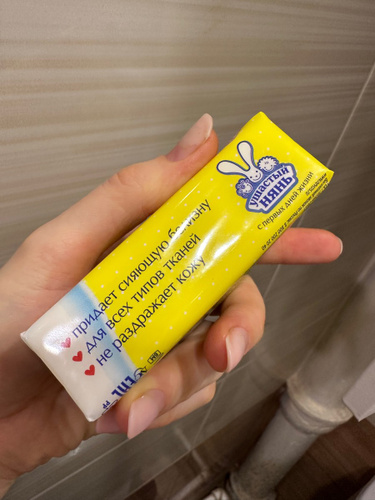 ушастый
нянь
с первых дней жизни
придает сияющую белизну
для всех типов тканей
не раздражает кожу